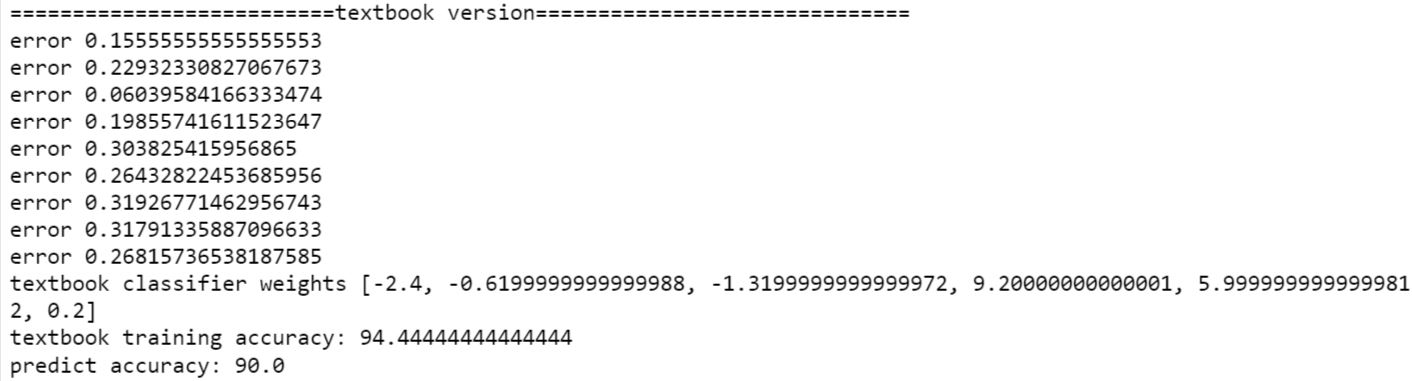 ==========================textbook version==============================
error 0.15555555555555553
error 0.22932330827067673
error 0.06039584166333474
error 0.19855741611523647
error 0.303825415956865
error 0.26432822453685956
error 0.31926771462956743
error 0.31791335887096633
error 0.26815736538187585
textbook classifier weights [-2.4, -0.6199999999999988, -1.3199999999999972, 9.20000000000001, 5.999999999999981
2, 0.2]
textbook training accuracy: 94.44444444444444
predict accuracy: 90.0